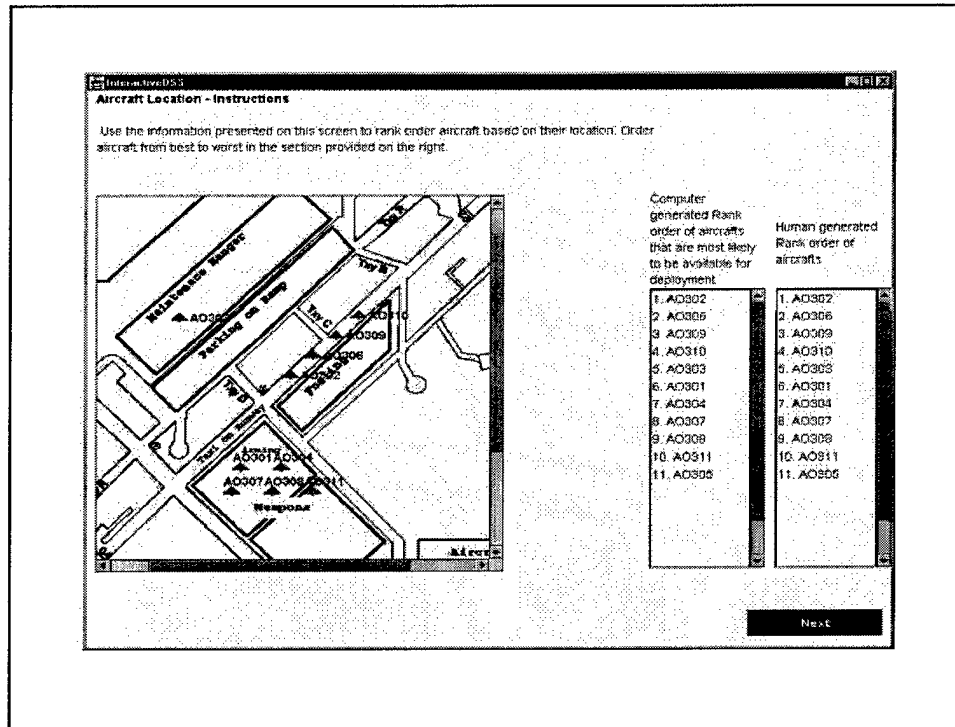 InteractiveDSS
Aircraft Location - Instructions
Use the information presented on this screen to rank order aircraft based on their location. Order
aircraft from best to worst in the section provided on the right.
Computer
generated Rank
order of aircrafts
that are most likely
to be available for
deployment
Human generated
Rank order of
aircrafts
1. AO302
2. AO306
3. AO309
4. AO310
5. AO303
6. AO301
7. AO304
8. AO307
9. AO308
10. AO311
11. AO305
1. AO302
2. AO306
3. AO309
4. AO310
5. AO303
6. AO301
7. AO304
8. AO307
9. AO308
10. AO311
11. AO305
Maintenance Hanger
Parking on Ramp
Twy A
Twy B
Twy C
Twy D
AO310
AO309
AO306
Parking
Taxi on Runway
AO301
AO304
AO307
AO308
AO311
Weapons
Next